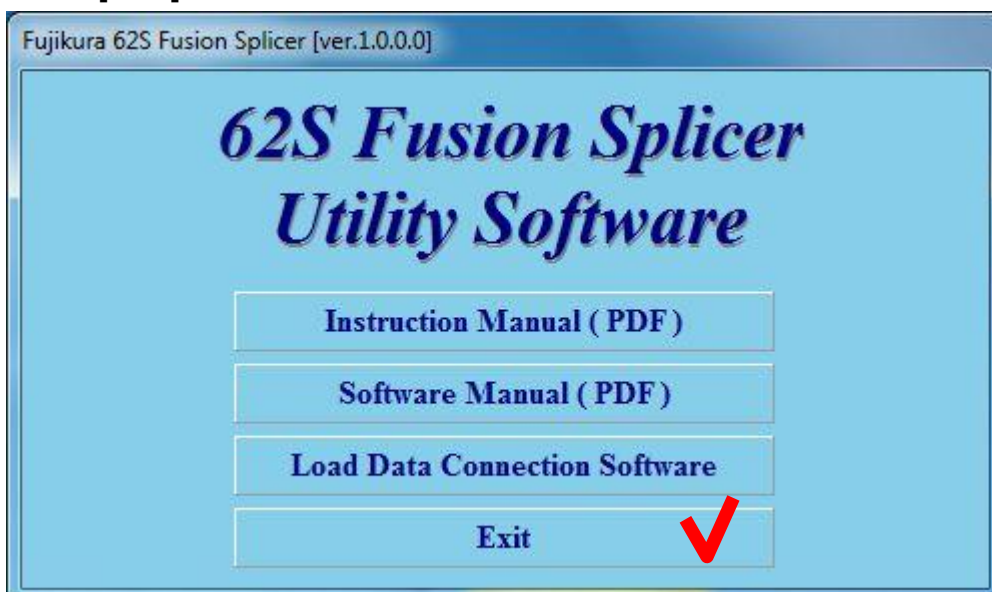 Fujikura 62S Fusion Splicer [ver.1.0.0.0]
62S Fusion Splicer
Utility Software
Instruction Manual ( PDF )
Software Manual ( PDF )
Load Data Connection Software
Exit